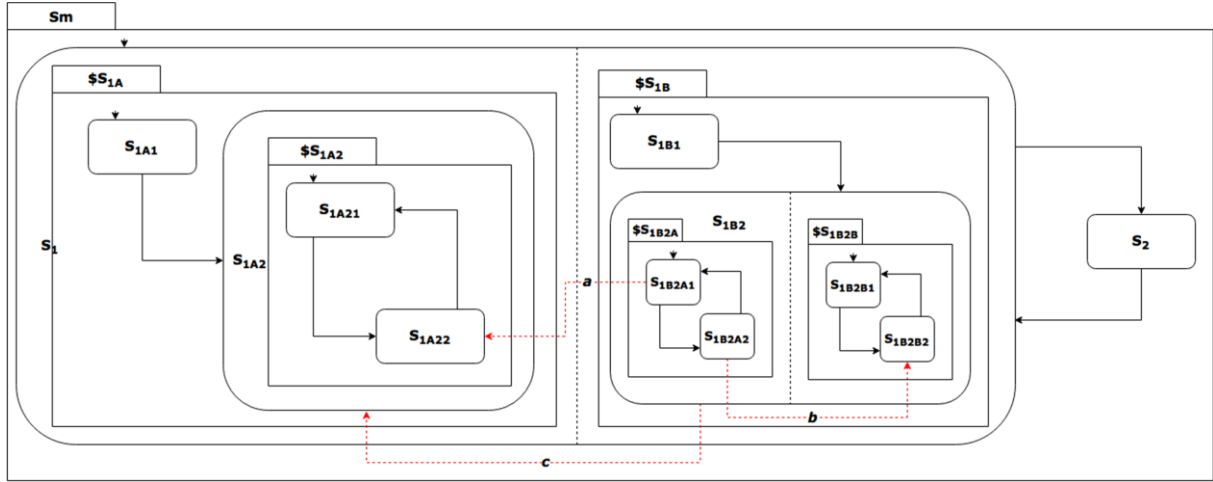 Sm
$S1A
$S1B
S1A1
S1B1
$S1A2
S1A21
S1
S1A2
S1A22
a
$S1B2A
S1B2
$S1B2B
S1B2A1
S1B2B1
S1B2A2
S1B2B2
S2
b
c